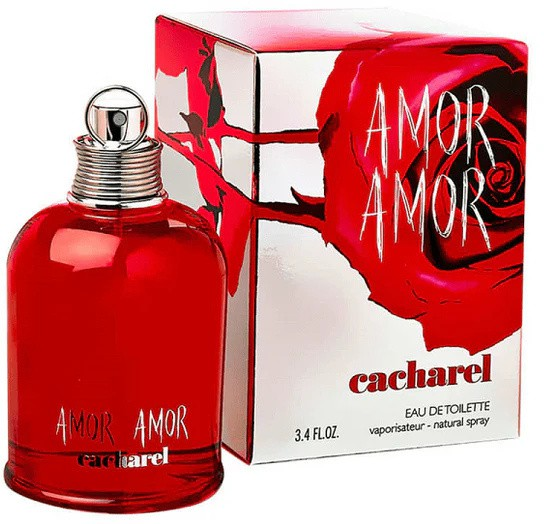 AMOR AMOR
cacharel
AMOR
AMOR
cacharel
EAU DE TOILETTE
3.4 FL.OZ. vaporisateur - natural spray